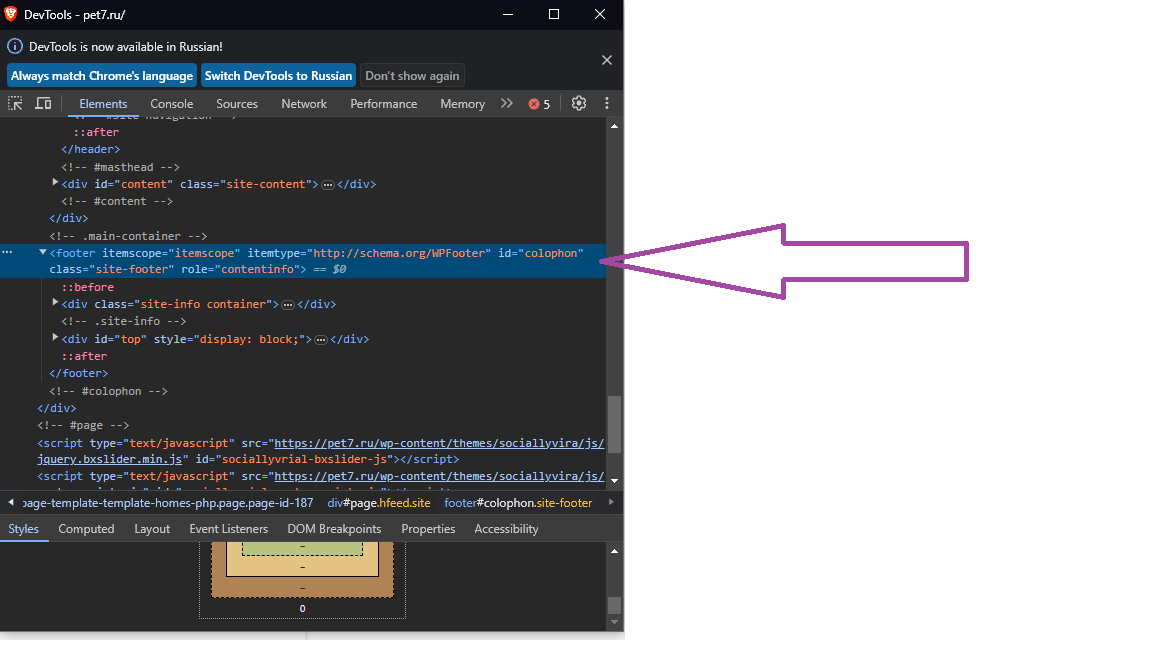 DevTools - pet7.ru/
DevTools is now available in Russian!
Always match Chrome's language Switch DevTools to Russian Don't show again
Elements Console Sources Network Performance Memory 5
<!-- #site-navigation -->
::after
</header>
<!-- #masthead -->
<div id="content" class="site-content"> … </div>
<!-- #content -->
</div>
<!-- .main-container -->
<footer itemscope="itemscope" itemtype="http://schema.org/WPFooter" id="colophon"
class="site-footer" role="contentinfo"> == $0
::before
<div class="site-info container"> … </div>
<!-- .site-info -->
<div id="top" style="display: block;"> … </div>
::after
</footer>
<!-- #colophon -->
</div>
<!-- #page -->
<script type="text/javascript" src="https://pet7.ru/wp-content/themes/sociallyvira/js/
jquery.bxslider.min.js" id="sociallyvrial-bxslider-js"></script>
<script type="text/javascript" src="https://pet7.ru/wp-content/themes/sociallyvira/js/
page-template-template-homes-php.page.page-id-187 div#page.hfeed.site footer#colophon.site-footer
Styles Computed Layout Event Listeners DOM Breakpoints Properties Accessibility
–
–
–
0